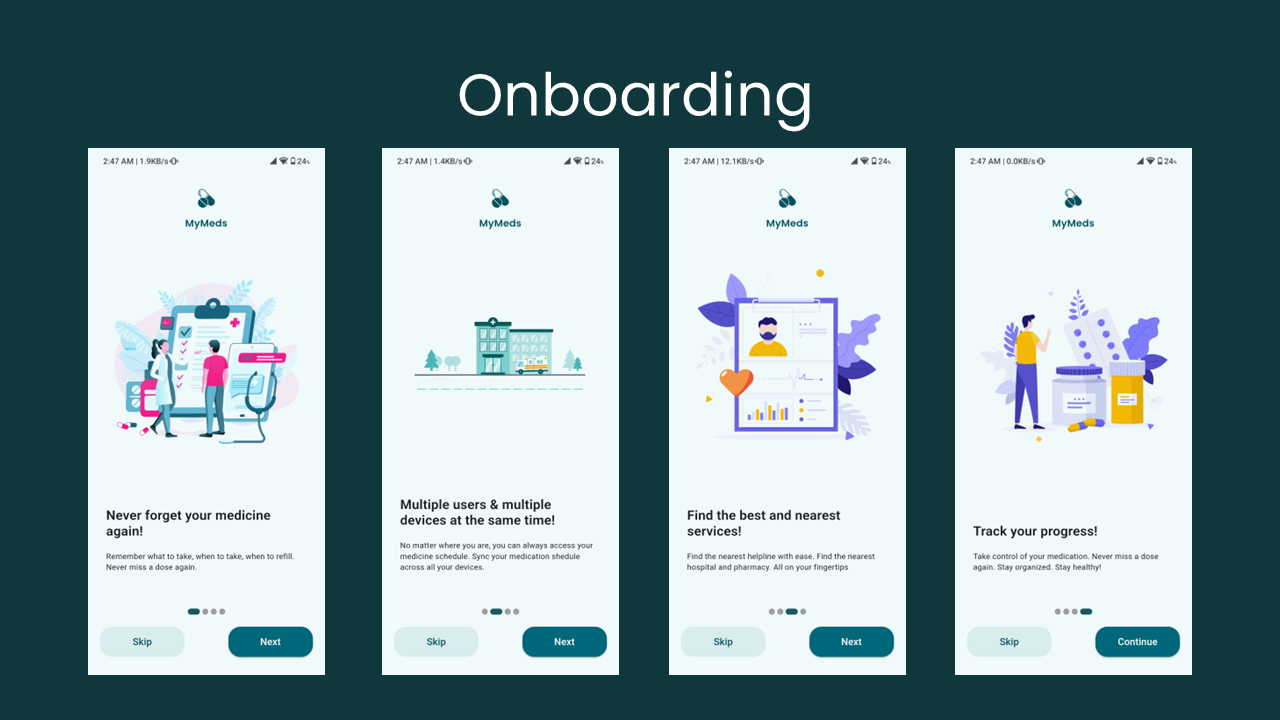 Onboarding
2:47 AM | 1.9KB/s
24%
MyMeds
Never forget your medicine
again!
Remember what to take, when to take, when to refill.
Never miss a dose again.
Skip
Next
2:47 AM | 1.4KB/s
24%
MyMeds
Multiple users & multiple
devices at the same time!
No matter where you are, you can always access your
medicine schedule. Sync your medication shedule
across all your devices.
Skip
Next
2:47 AM | 12.1KB/s
24%
MyMeds
Find the best and nearest
services!
Find the nearest helpline with ease. Find the nearest
hospital and pharmacy. All on your fingertips
Skip
Next
2:47 AM | 0.0KB/s
24%
MyMeds
Track your progress!
Take control of your medication. Never miss a dose
again. Stay organized. Stay healthy!
Skip
Continue